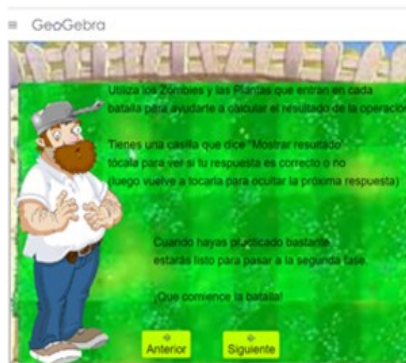 GeoGebra
Utiliza los Zombies y las Plantas que entran en cada
batalla para ayudarte a calcular el resultado de la operación
Tienes una casilla que dice "Mostrar resultado"
tócala para ver si tu respuesta es correcto o no
(luego vuelve a tocarla para ocultar la próxima respuesta)
Cuando hayas practicado bastante
estarás listo para pasar a la segunda fase.
¡Que comience la batalla!
Anterior
Siguiente